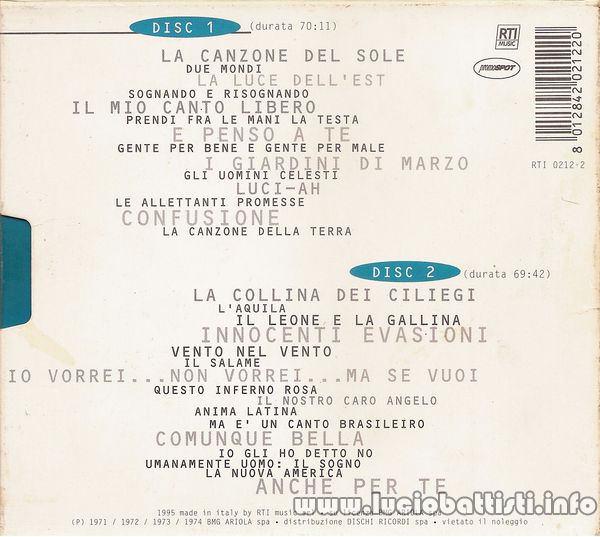 DISC 1 (durata 70:11)
RTI
MUSIC
LA CANZONE DEL SOLE
DUE MONDI
LA LUCE DELL'EST
promoSPOT
SOGNANDO E RISOGNANDO
IL MIO CANTO LIBERO
PRENDI FRA LE MANI LA TESTA
E PENSO A TE
GENTE PER BENE E GENTE PER MALE
I GIARDINI DI MARZO
GLI UOMINI CELESTI
LUCI-AH
LE ALLETTANTI PROMESSE
CONFUSIONE
LA CANZONE DELLA TERRA
8 012842 021220
RTI 0212-2
DISC 2 (durata 69:42)
LA COLLINA DEI CILIEGI
L'AQUILA
IL LEONE E LA GALLINA
INNOCENTI EVASIONI
VENTO NEL VENTO
IL SALAME
IO VORREI...NON VORREI...MA SE VUOI
QUESTO INFERNO ROSA
IL NOSTRO CARO ANGELO
ANIMA LATINA
MA E' UN CANTO BRASILEIRO
COMUNQUE BELLA
IO GLI HO DETTO NO
UMANAMENTE UOMO: IL SOGNO
LA NUOVA AMERICA
ANCHE PER TE
www.luciobattisti.info
1995 made in italy by RTI music srl • su licenza BMG ARIOLA spa
(P) 1971 / 1972 / 1973 / 1974 BMG ARIOLA spa • distribuzione DISCHI RICORDI spa • vietato il noleggio